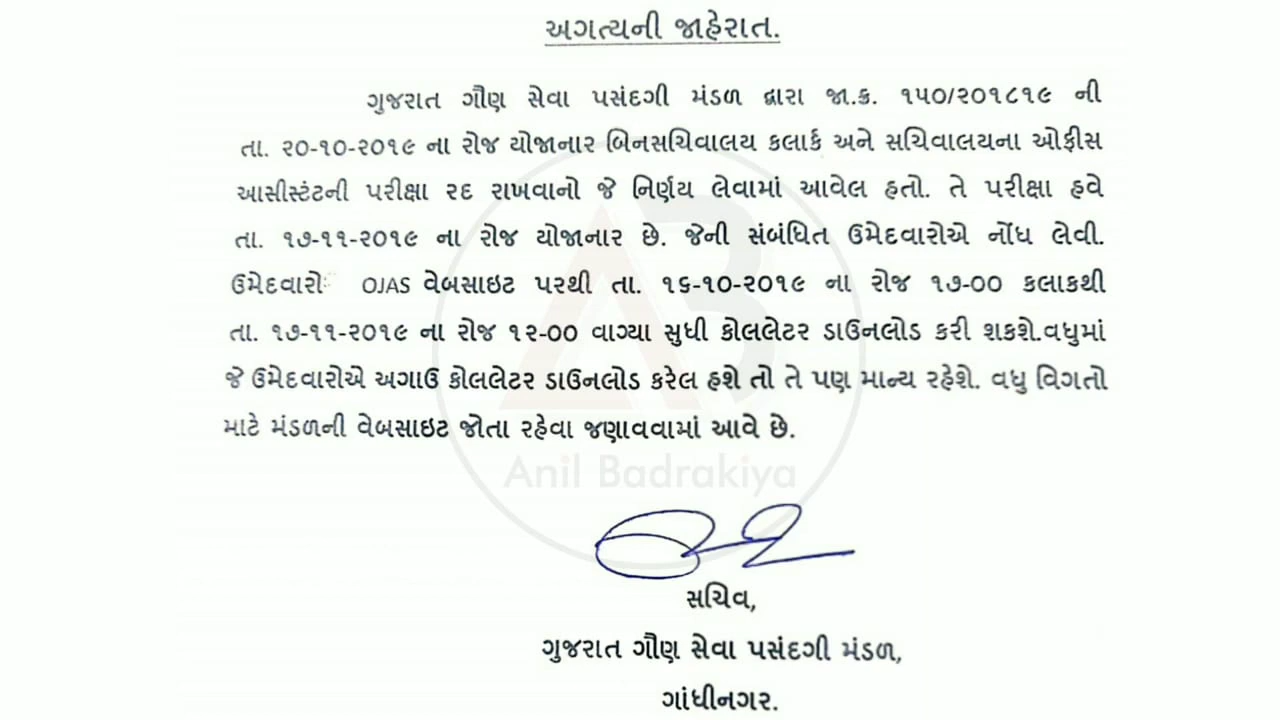 અગત્યની જાહેરાત.
ગુજરાત ગૌણ સેવા પસંદગી મંડળ દ્વારા જા.ક્ર. ૧૫૦/૨૦૧૮૧૯ ની
તા. ૨૦-૧૦-૨૦૧૯ ના રોજ યોજાનાર બિનસચિવાલય કલાર્ક અને સચિવાલયના ઓફીસ
આસીસ્ટંટની પરીક્ષા રદ રાખવાનો જે નિર્ણય લેવામાં આવેલ હતો. તે પરીક્ષા હવે
તા. ૧૭-૧૧-૨૦૧૯ ના રોજ યોજાનાર છે. જેની સંબંધિત ઉમેદવારોએ નોંધ લેવી.
ઉમેદવારો OJAS વેબસાઇટ પરથી તા. ૧૬-૧૦-૨૦૧૯ ના રોજ ૧૭-૦૦ કલાકથી
તા. ૧૭-૧૧-૨૦૧૯ ના રોજ ૧૨-૦૦ વાગ્યા સુધી કોલલેટર ડાઉનલોડ કરી શકશે.વધુમાં
જે ઉમેદવારોએ અગાઉ કોલલેટર ડાઉનલોડ કરેલ હશે તો તે પણ માન્ય રહેશે. વધુ વિગતો
માટે મંડળની વેબસાઇટ જોતા રહેવા જણાવવામાં આવે છે.
Anil Badrakiya
સચિવ,
ગુજરાત ગૌણ સેવા પસંદગી મંડળ,
ગાંધીનગર.